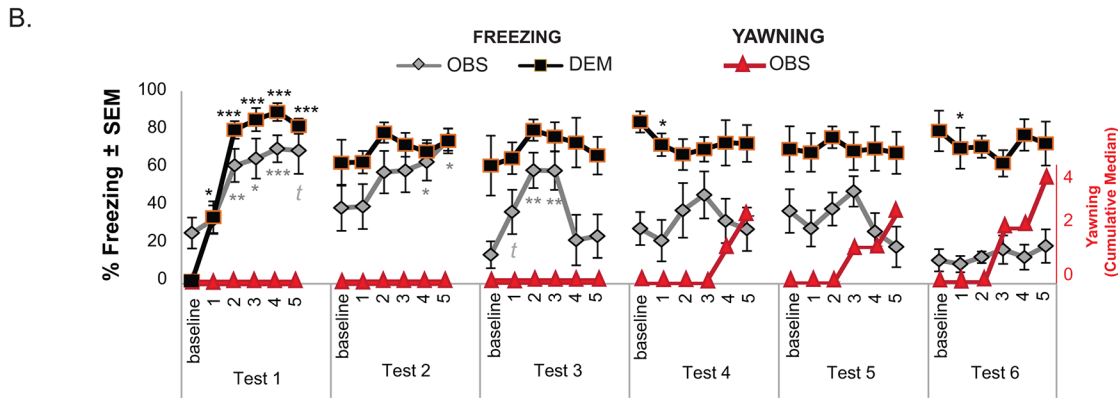 B.
FREEZING YAWNING
OBS DEM OBS
% Freezing ± SEM
100
80
60
40
20
0
* *** *** *** ***
** * *** t
* *
t ** **
*
*
4
2
0
Yawning
(Cumulative Median)
baseline 1 2 3 4 5 baseline 1 2 3 4 5 baseline 1 2 3 4 5 baseline 1 2 3 4 5 baseline 1 2 3 4 5 baseline 1 2 3 4 5
Test 1 Test 2 Test 3 Test 4 Test 5 Test 6